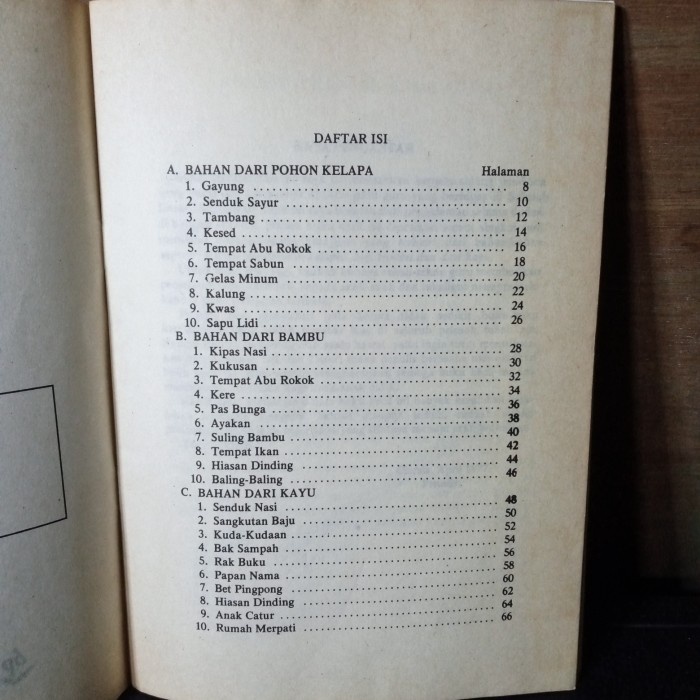 DAFTAR ISI
A. BAHAN DARI POHON KELAPA Halaman
1. Gayung ........ 8
2. Senduk Sayur ........ 10
3. Tambang ........ 12
4. Kesed ........ 14
5. Tempat Abu Rokok ........ 16
6. Tempat Sabun ........ 18
7. Gelas Minum ........ 20
8. Kalung ........ 22
9. Kwas ........ 24
10. Sapu Lidi ........ 26
B. BAHAN DARI BAMBU
1. Kipas Nasi ........ 28
2. Kukusan ........ 30
3. Tempat Abu Rokok ........ 32
4. Kere ........ 34
5. Pas Bunga ........ 36
6. Ayakan ........ 38
7. Suling Bambu ........ 40
8. Tempat Ikan ........ 42
9. Hiasan Dinding ........ 44
10. Baling-Baling ........ 46
C. BAHAN DARI KAYU
1. Senduk Nasi ........ 48
2. Sangkutan Baju ........ 50
3. Kuda-Kudaan ........ 52
4. Bak Sampah ........ 54
5. Rak Buku ........ 56
6. Papan Nama ........ 58
7. Bet Pingpong ........ 60
8. Hiasan Dinding ........ 62
9. Anak Catur ........ 64
10. Rumah Merpati ........ 66